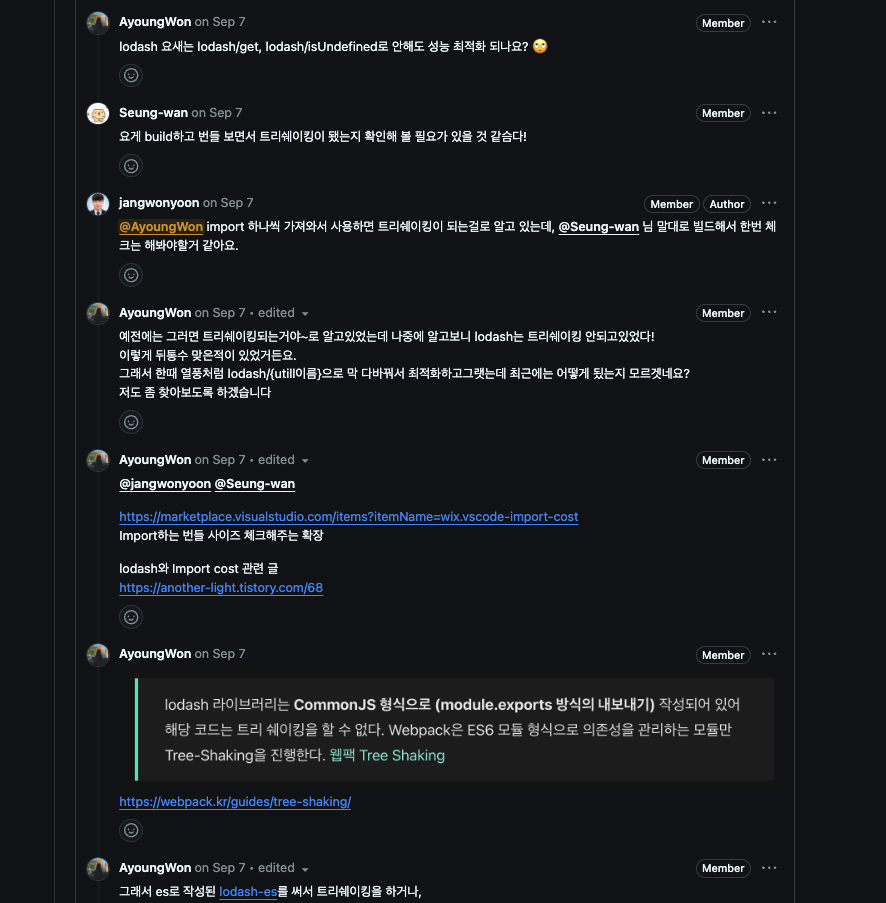 AyoungWon on Sep 7 Member
lodash 요새는 lodash/get, lodash/isUndefined로 안해도 성능 최적화 되나요? 🙄
Seung-wan on Sep 7 Member
요게 build하고 번들 보면서 트리쉐이킹이 됐는지 확인해 볼 필요가 있을 것 같슴다!
jangwonyoon on Sep 7 Member Author
@AyoungWon import 하나씩 가져와서 사용하면 트리쉐이킹이 되는걸로 알고 있는데, @Seung-wan 님 말대로 빌드해서 한번 체
크는 해봐야할거 같아요.
AyoungWon on Sep 7 • edited Member
예전에는 그러면 트리쉐이킹되는거야~로 알고있었는데 나중에 알고보니 lodash는 트리쉐이킹 안되고있었다!
이렇게 뒤통수 맞은적이 있었거든요.
그래서 한때 열풍처럼 lodash/{utill이름}으로 막 다바꿔서 최적화하고그랫는데 최근에는 어떻게 됬는지 모르겟네요?
저도 좀 찾아보도록 하겠습니다
AyoungWon on Sep 7 • edited Member
@jangwonyoon @Seung-wan
https://marketplace.visualstudio.com/items?itemName=wix.vscode-import-cost
Import하는 번들 사이즈 체크해주는 확장
lodash와 Import cost 관련 글
https://another-light.tistory.com/68
AyoungWon on Sep 7 Member
lodash 라이브러리는 CommonJS 형식으로 (module.exports 방식의 내보내기) 작성되어 있어
해당 코드는 트리 쉐이킹을 할 수 없다. Webpack은 ES6 모듈 형식으로 의존성을 관리하는 모듈만
Tree-Shaking을 진행한다. 웹팩 Tree Shaking
https://webpack.kr/guides/tree-shaking/
AyoungWon on Sep 7 • edited Member
그래서 es로 작성된 lodash-es를 써서 트리쉐이킹을 하거나,